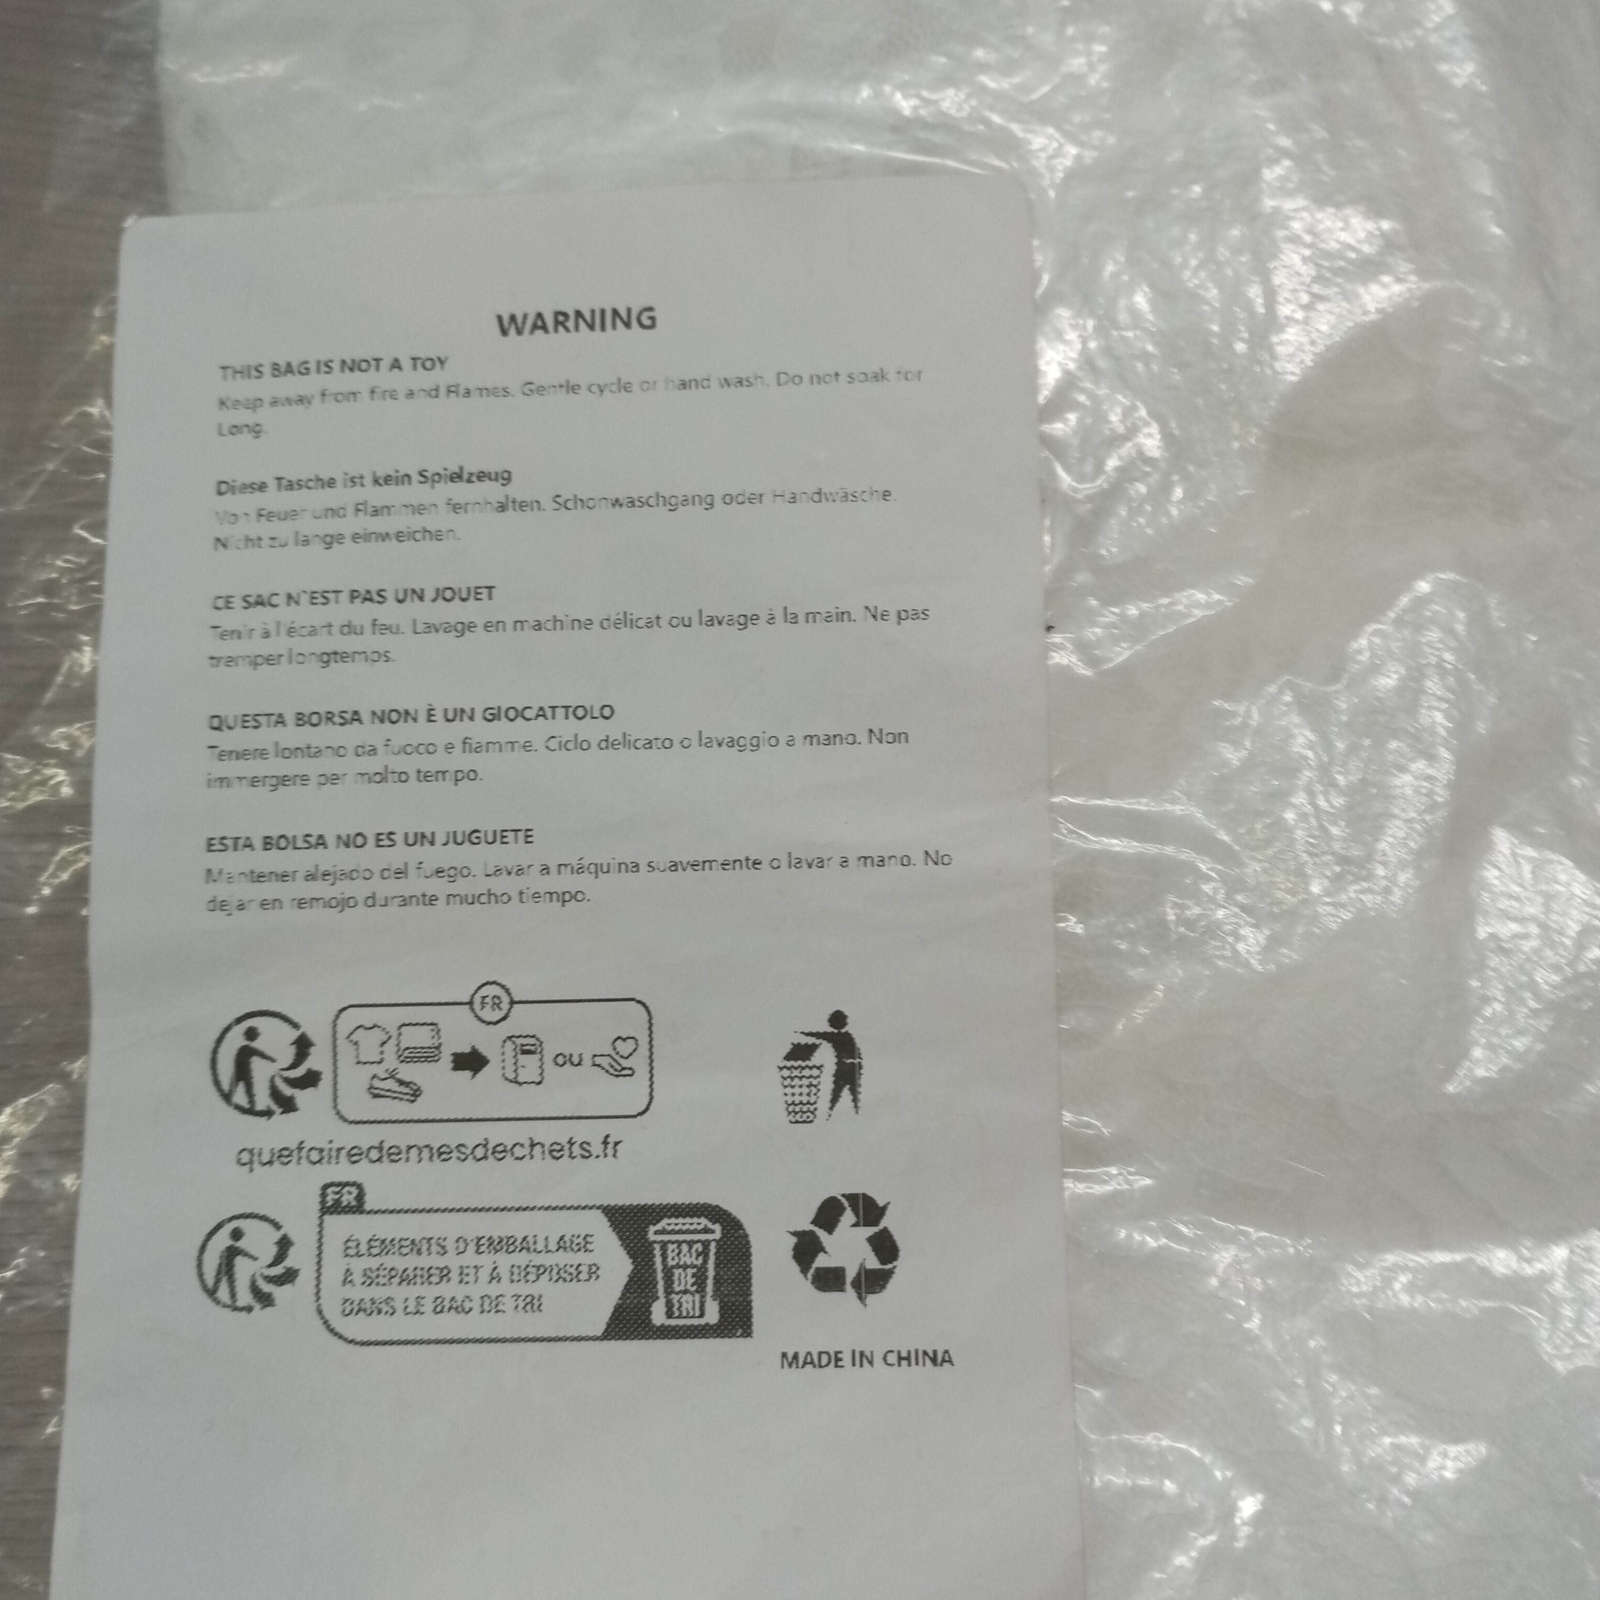 WARNING
THIS BAG IS NOT A TOY
Keep away from fire and Flames. Gentle cycle or hand wash. Do not soak for
Long.
Diese Tasche ist kein Spielzeug
Von Feuer und Flammen fernhalten. Schonwaschgang oder Handwäsche.
Nicht zu lange einweichen.
CE SAC N`EST PAS UN JOUET
Tenir à l'écart du feu. Lavage en machine délicat ou lavage à la main. Ne pas
tremper longtemps.
QUESTA BORSA NON È UN GIOCATTOLO
Tenere lontano da fuoco e fiamme. Ciclo delicato o lavaggio a mano. Non
immergere per molto tempo.
ESTA BOLSA NO ES UN JUGUETE
Mantener alejado del fuego. Lavar a máquina suavemente o lavar a mano. No
dejar en remojo durante mucho tiempo.
FR
ou
quefairedemesdechets.fr
FR
ÉLÉMENTS D'EMBALLAGE
À SÉPARER ET À DÉPOSER
DANS LE BAC DE TRI
BAC
DE
TRI
MADE IN CHINA